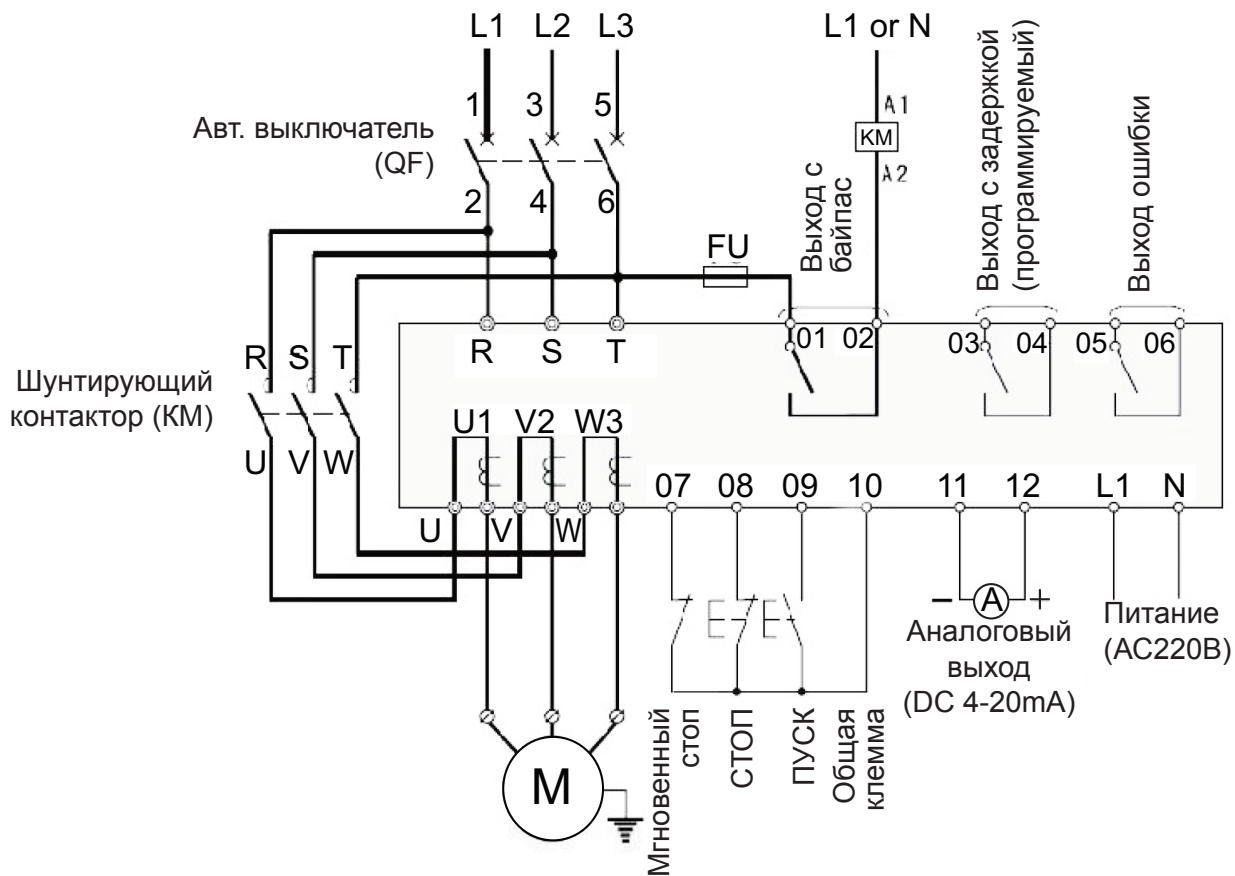 L1 L2 L3 L1 or N
1 3 5
A1
KM
A2
Авт. выключатель
(QF)
2 4 6
FU
Выход с
байпас
Выход с задержкой
(программируемый)
Выход ошибки
R S T
01 02 03 04 05 06
R S T
Шунтирующий
контактор (КМ)
U V W
U1 V2 W3
07 08 09 10 11 12 L1 N
U V W
− A +
Аналоговый
выход
(DC 4-20mA)
Питание
(AC220В)
Мгновенный
стоп
СТОП
ПУСК
Общая
клемма
M